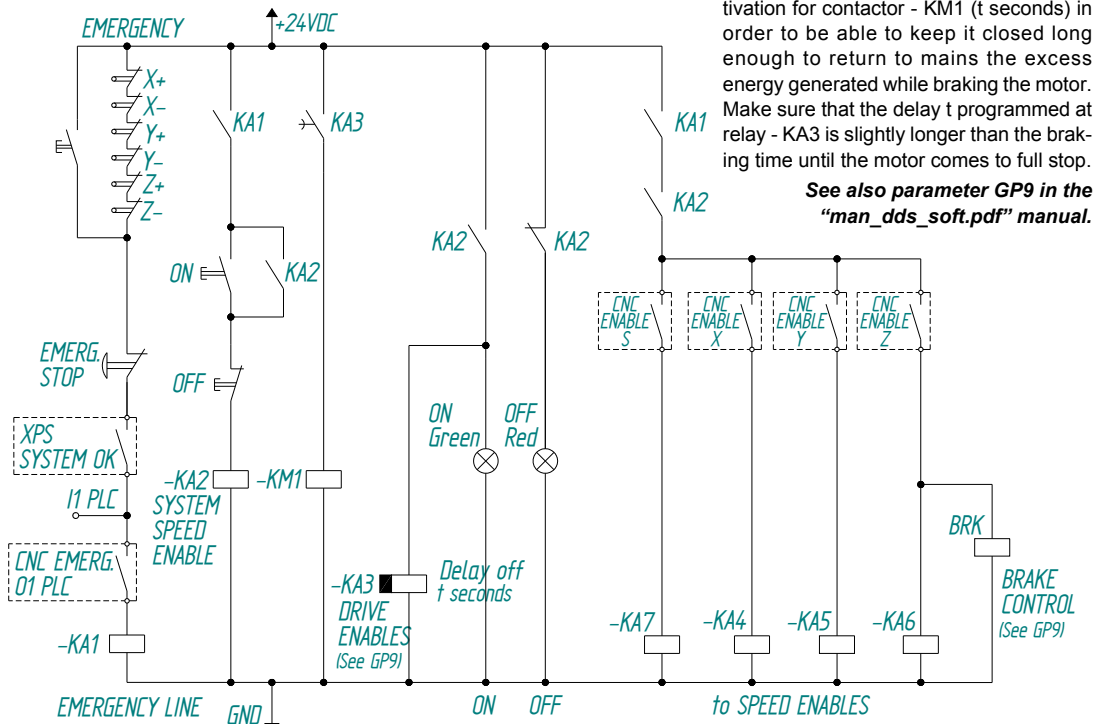 tivation for contactor - KM1 (t seconds) in
order to be able to keep it closed long
enough to return to mains the excess
energy generated while braking the motor.
Make sure that the delay t programmed at
relay - KA3 is slightly longer than the brak-
ing time until the motor comes to full stop.
See also parameter GP9 in the
“man_dds_soft.pdf” manual.
EMERGENCY
+24VDC
X+
X-
Y+
Y-
Z+
Z-
KA1
KA3
KA1
KA2
KA2
KA2
ON
KA2
EMERG.
STOP
OFF
XPS
SYSTEM OK
I1 PLC
CNC EMERG.
O1 PLC
-KA1
-KA2
SYSTEM
SPEED
ENABLE
-KM1
ON
Green
OFF
Red
-KA3
DRIVE
ENABLES
(See GP9)
Delay off
t seconds
CNC
ENABLE
S
CNC
ENABLE
X
CNC
ENABLE
Y
CNC
ENABLE
Z
-KA7
-KA4
-KA5
-KA6
BRK
BRAKE
CONTROL
(See GP9)
EMERGENCY LINE
GND
ON
OFF
to SPEED ENABLES